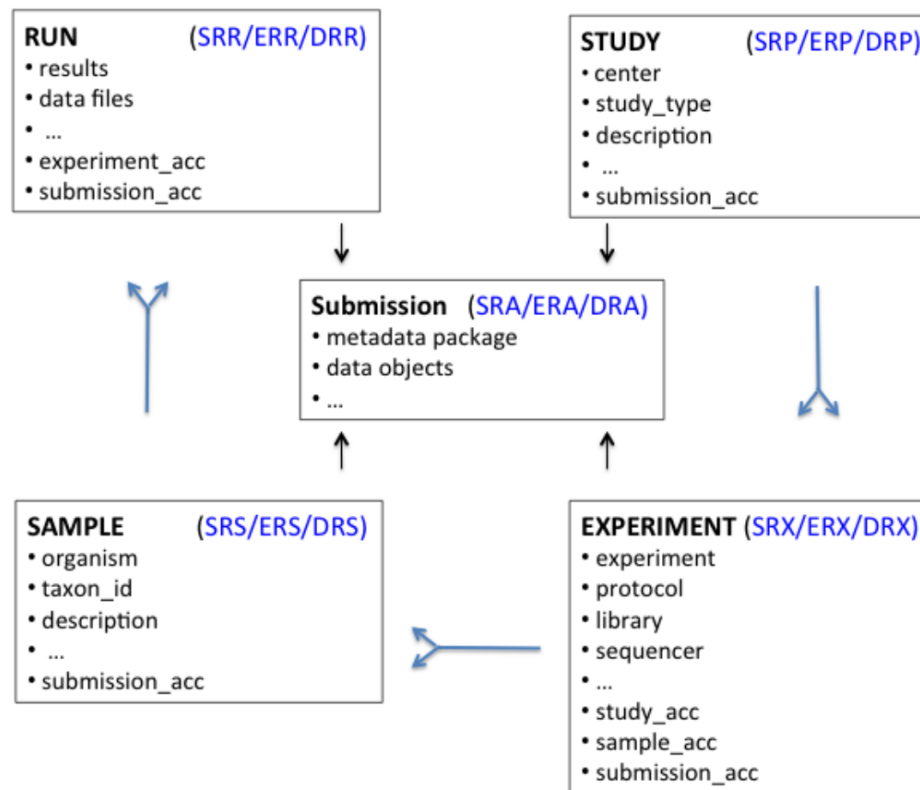 RUN (SRR/ERR/DRR)
• results
• data files
• ...
• experiment_acc
• submission_acc
STUDY (SRP/ERP/DRP)
• center
• study_type
• description
• ...
• submission_acc
Submission (SRA/ERA/DRA)
• metadata package
• data objects
• ...
SAMPLE (SRS/ERS/DRS)
• organism
• taxon_id
• description
• ...
• submission_acc
EXPERIMENT (SRX/ERX/DRX)
• experiment
• protocol
• library
• sequencer
• ...
• study_acc
• sample_acc
• submission_acc